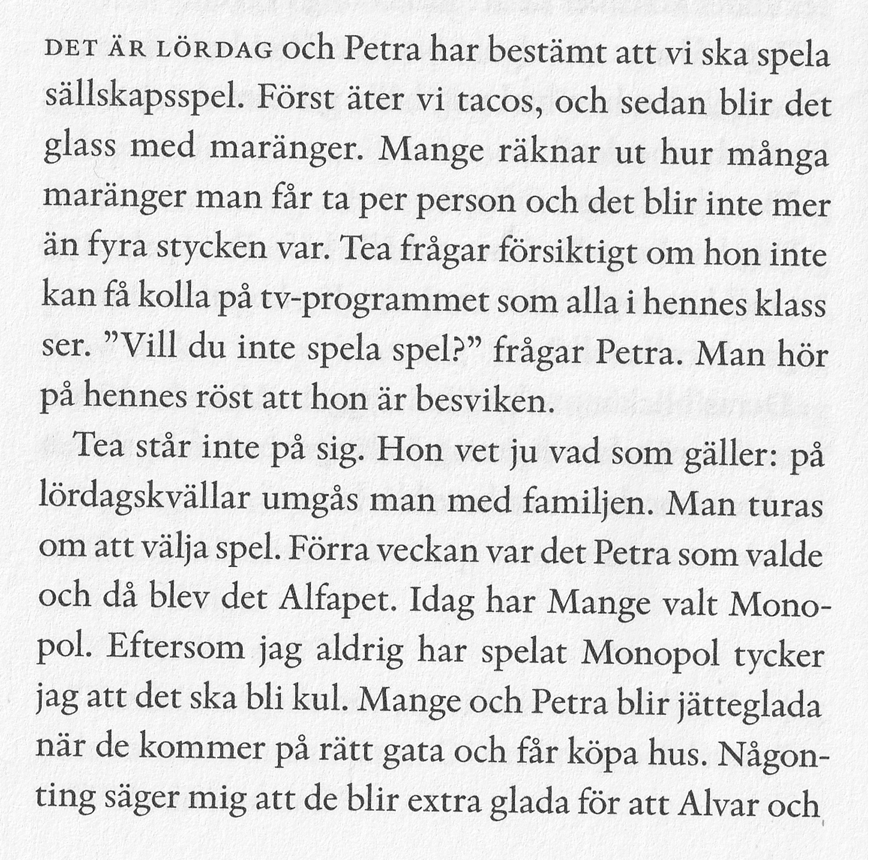 DET ÄR LÖRDAG och Petra har bestämt att vi ska spela
sällskapsspel. Först äter vi tacos, och sedan blir det
glass med maränger. Mange räknar ut hur många
maränger man får ta per person och det blir inte mer
än fyra stycken var. Tea frågar försiktigt om hon inte
kan få kolla på tv-programmet som alla i hennes klass
ser. ”Vill du inte spela spel?” frågar Petra. Man hör
på hennes röst att hon är besviken.
Tea står inte på sig. Hon vet ju vad som gäller: på
lördagskvällar umgås man med familjen. Man turas
om att välja spel. Förra veckan var det Petra som valde
och då blev det Alfapet. Idag har Mange valt Mono-
pol. Eftersom jag aldrig har spelat Monopol tycker
jag att det ska bli kul. Mange och Petra blir jätteglada
när de kommer på rätt gata och får köpa hus. Någon-
ting säger mig att de blir extra glada för att Alvar och